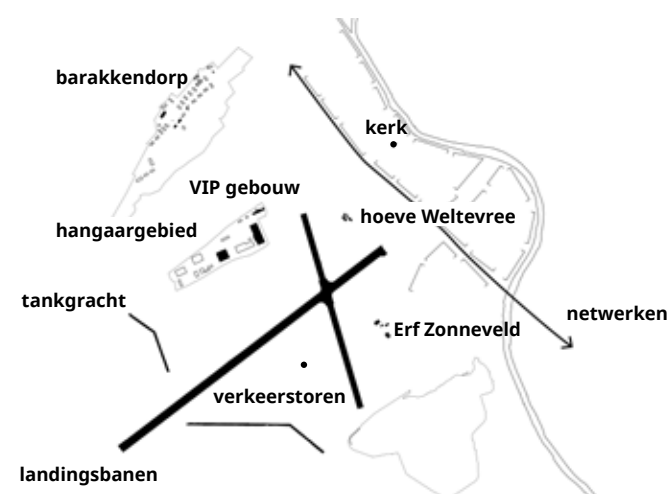 barakkendorp
kerk
VIP gebouw
hoeve Weltevree
hangaargebied
tankgracht
netwerken
Erf Zonneveld
verkeerstoren
landingsbanen